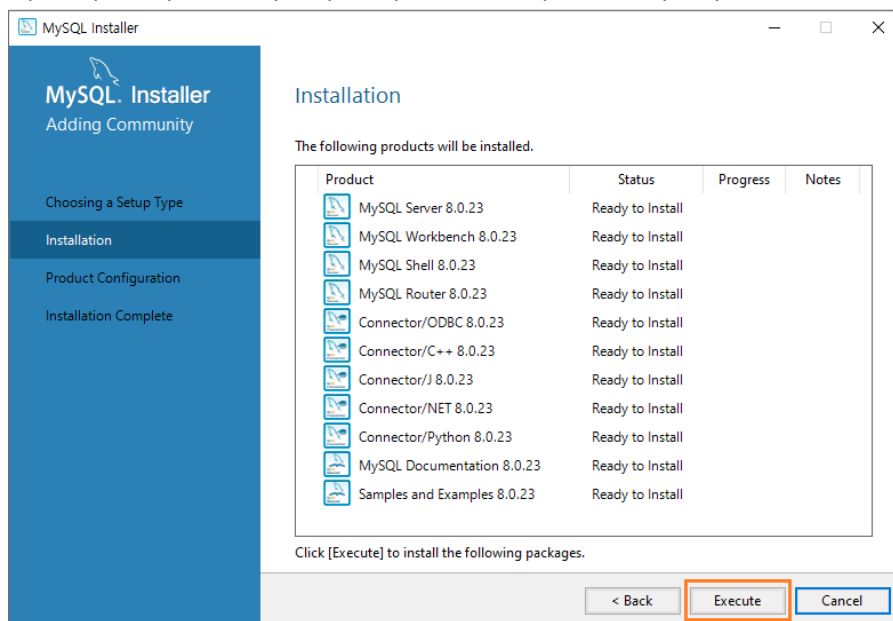 MySQL Installer
MySQL. Installer
Adding Community
Choosing a Setup Type
Installation
Product Configuration
Installation Complete
Installation
The following products will be installed.
Product Status Progress Notes
MySQL Server 8.0.23 Ready to Install
MySQL Workbench 8.0.23 Ready to Install
MySQL Shell 8.0.23 Ready to Install
MySQL Router 8.0.23 Ready to Install
Connector/ODBC 8.0.23 Ready to Install
Connector/C++ 8.0.23 Ready to Install
Connector/J 8.0.23 Ready to Install
Connector/NET 8.0.23 Ready to Install
Connector/Python 8.0.23 Ready to Install
MySQL Documentation 8.0.23 Ready to Install
Samples and Examples 8.0.23 Ready to Install
Click [Execute] to install the following packages.
< Back Execute Cancel